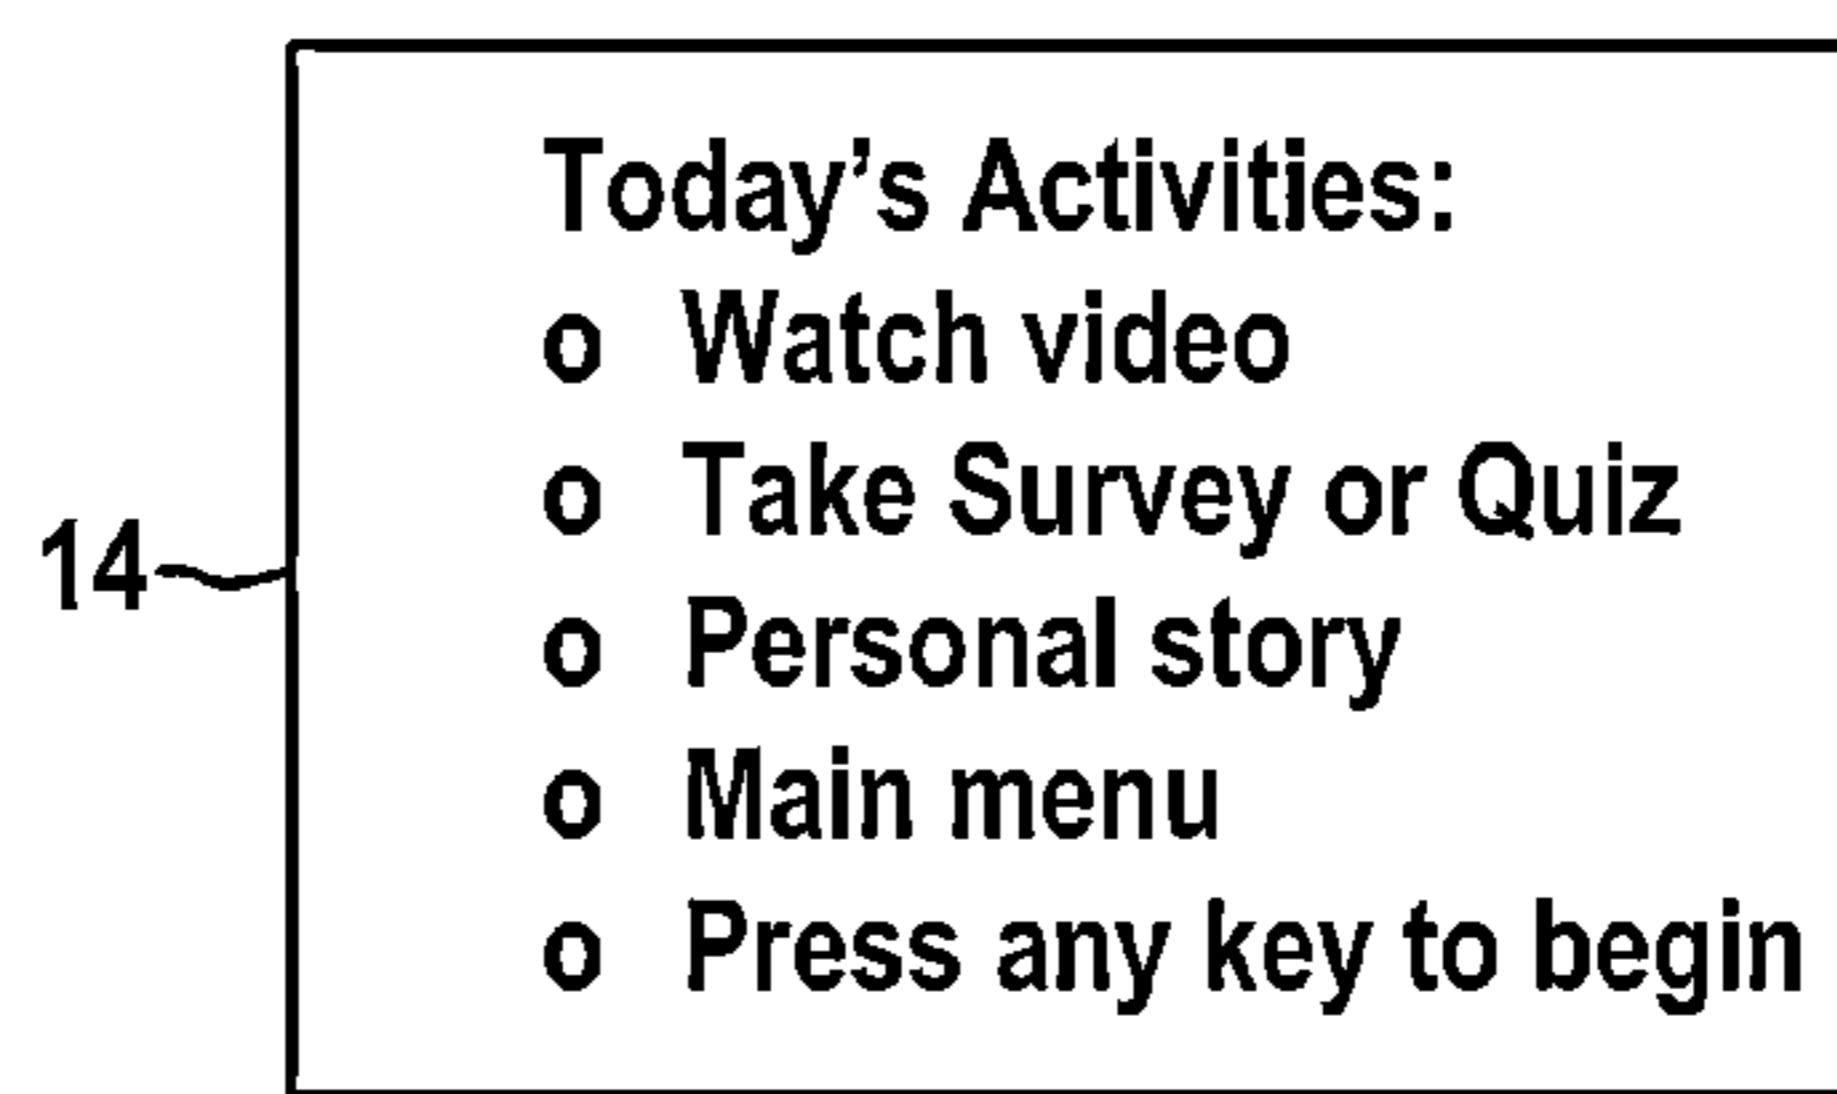 Today’s Activities:
o Watch video
o Take Survey or Quiz
14
o Personal story
o Main menu
o Press any key to begin